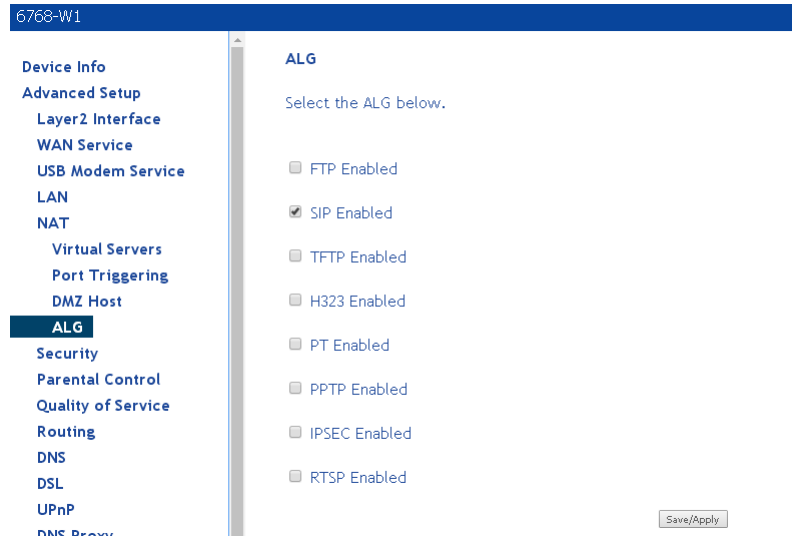 6768-W1
Device Info
Advanced Setup
Layer2 Interface
WAN Service
USB Modem Service
LAN
NAT
Virtual Servers
Port Triggering
DMZ Host
ALG
Security
Parental Control
Quality of Service
Routing
DNS
DSL
UPnP
DNS Proxy
ALG
Select the ALG below.
FTP Enabled
SIP Enabled
TFTP Enabled
H323 Enabled
PT Enabled
PPTP Enabled
IPSEC Enabled
RTSP Enabled
Save/Apply